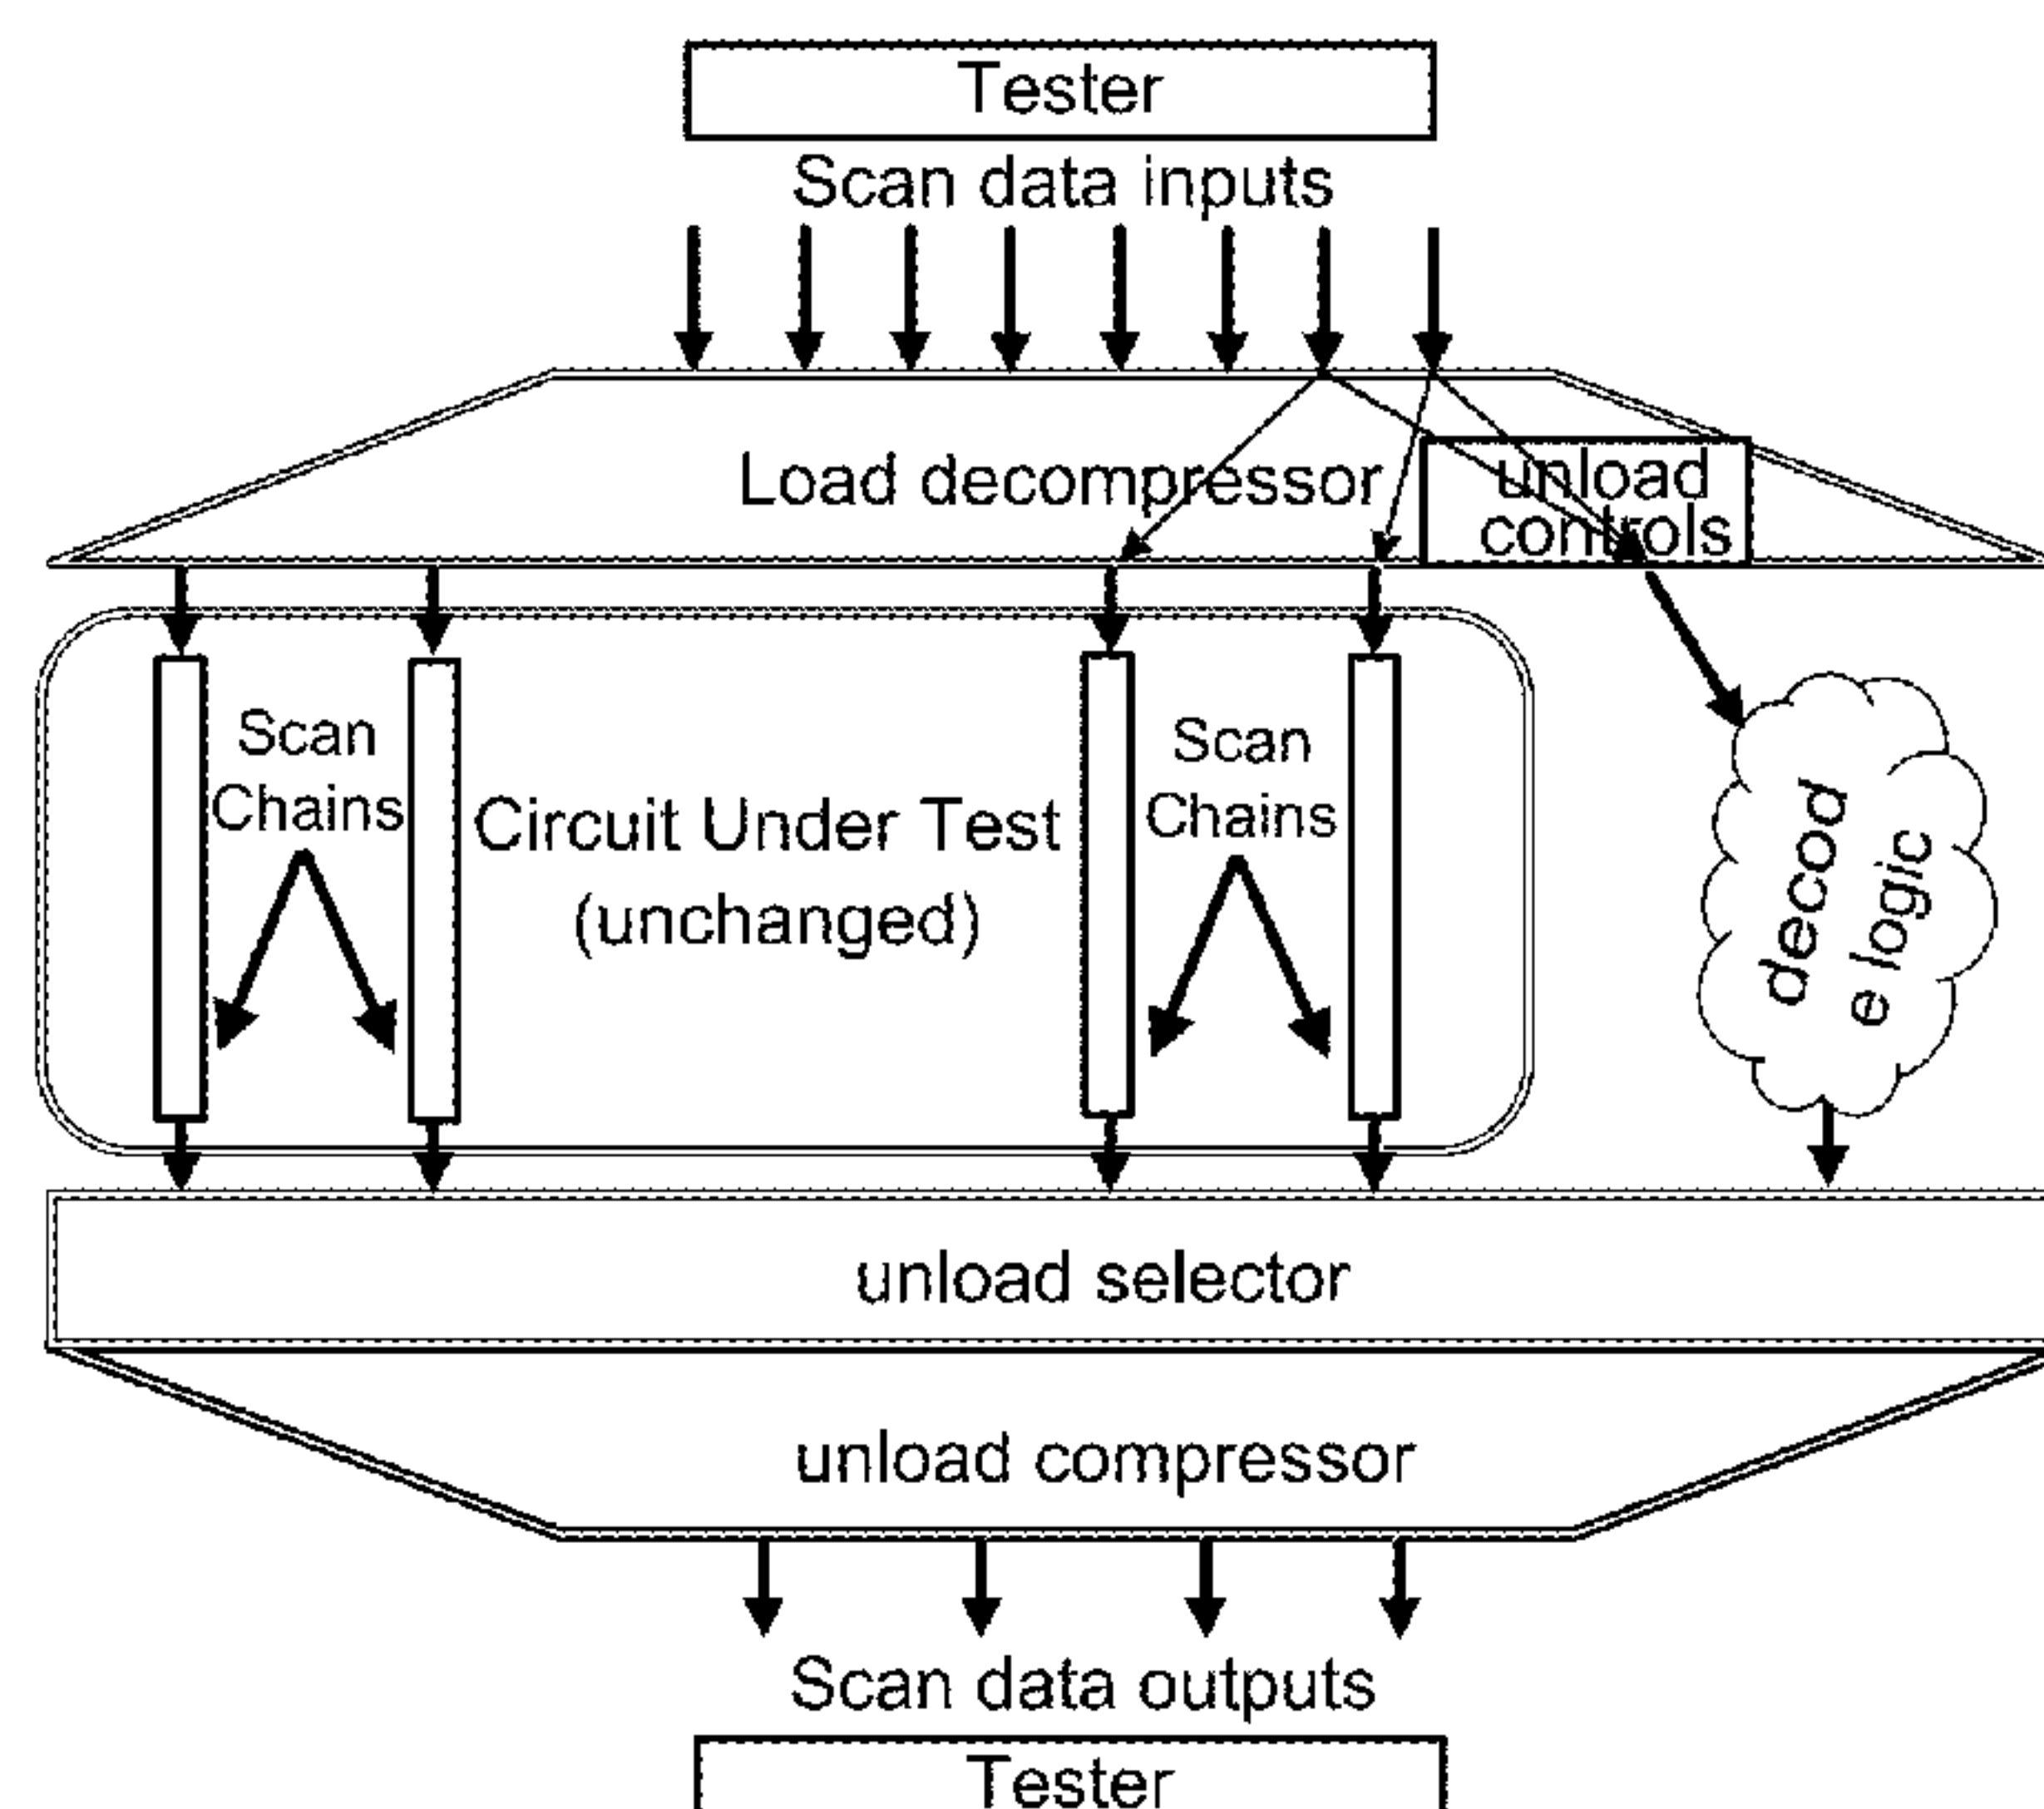 Tester
Scan data inputs
Load decompressor
unload
controls
Scan
Chains
Circuit Under Test
(unchanged)
Scan
Chains
decod
e logic
unload selector
unload compressor
Scan data outputs
Tester